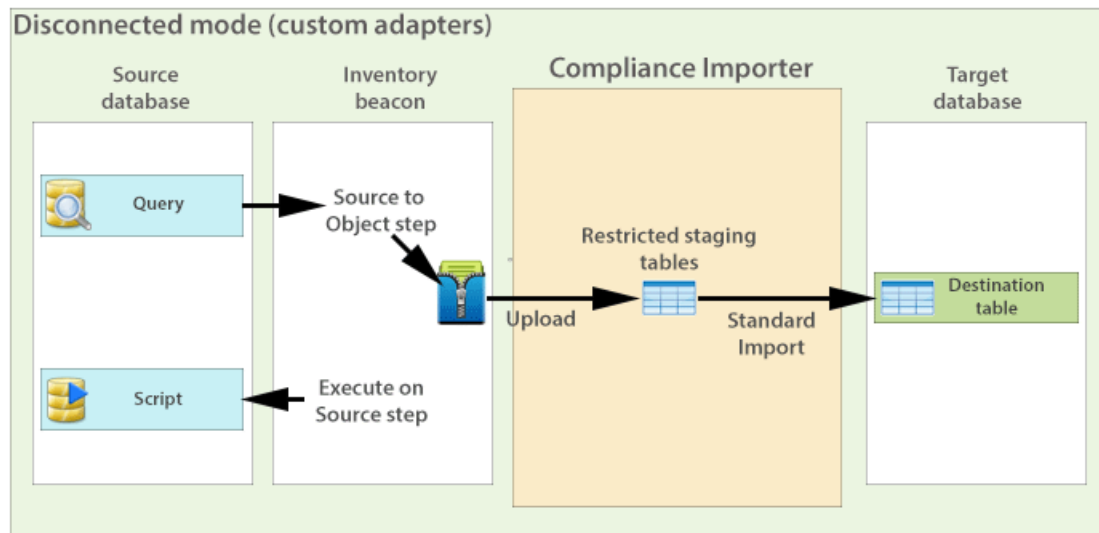 Disconnected mode (custom adapters)
Source
database
Inventory
beacon
Compliance Importer
Target
database
Query
Source to
Object step
Restricted staging
tables
Destination
table
Upload
Standard
Import
Script
Execute on
Source step